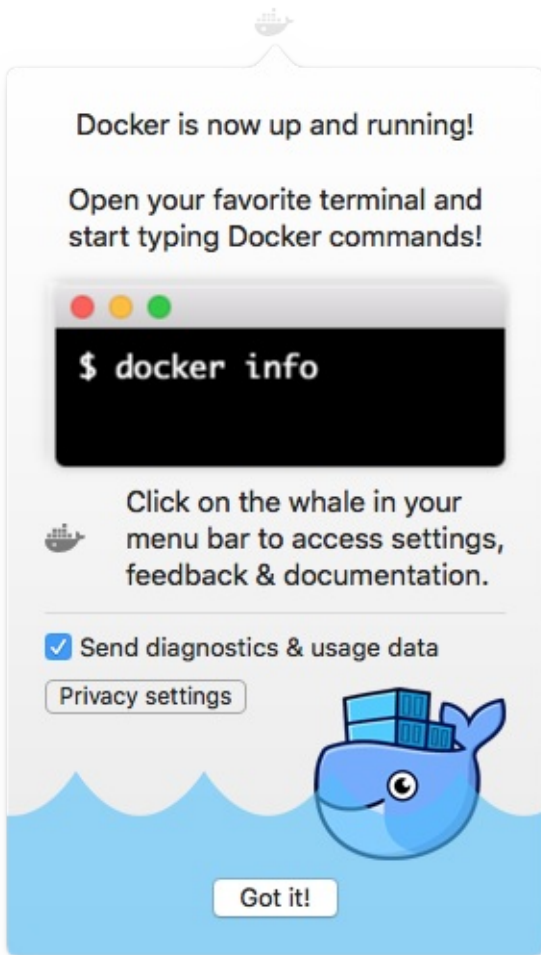 Docker is now up and running!
Open your favorite terminal and
start typing Docker commands!
$ docker info
Click on the whale in your
menu bar to access settings,
feedback & documentation.
Send diagnostics & usage data
Privacy settings
Got it!